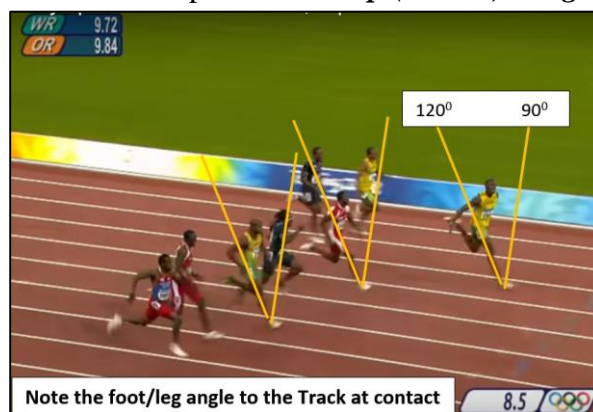 WR 9.72
OR 9.84
120⁰ 90⁰
Note the foot/leg angle to the Track at contact
8.5